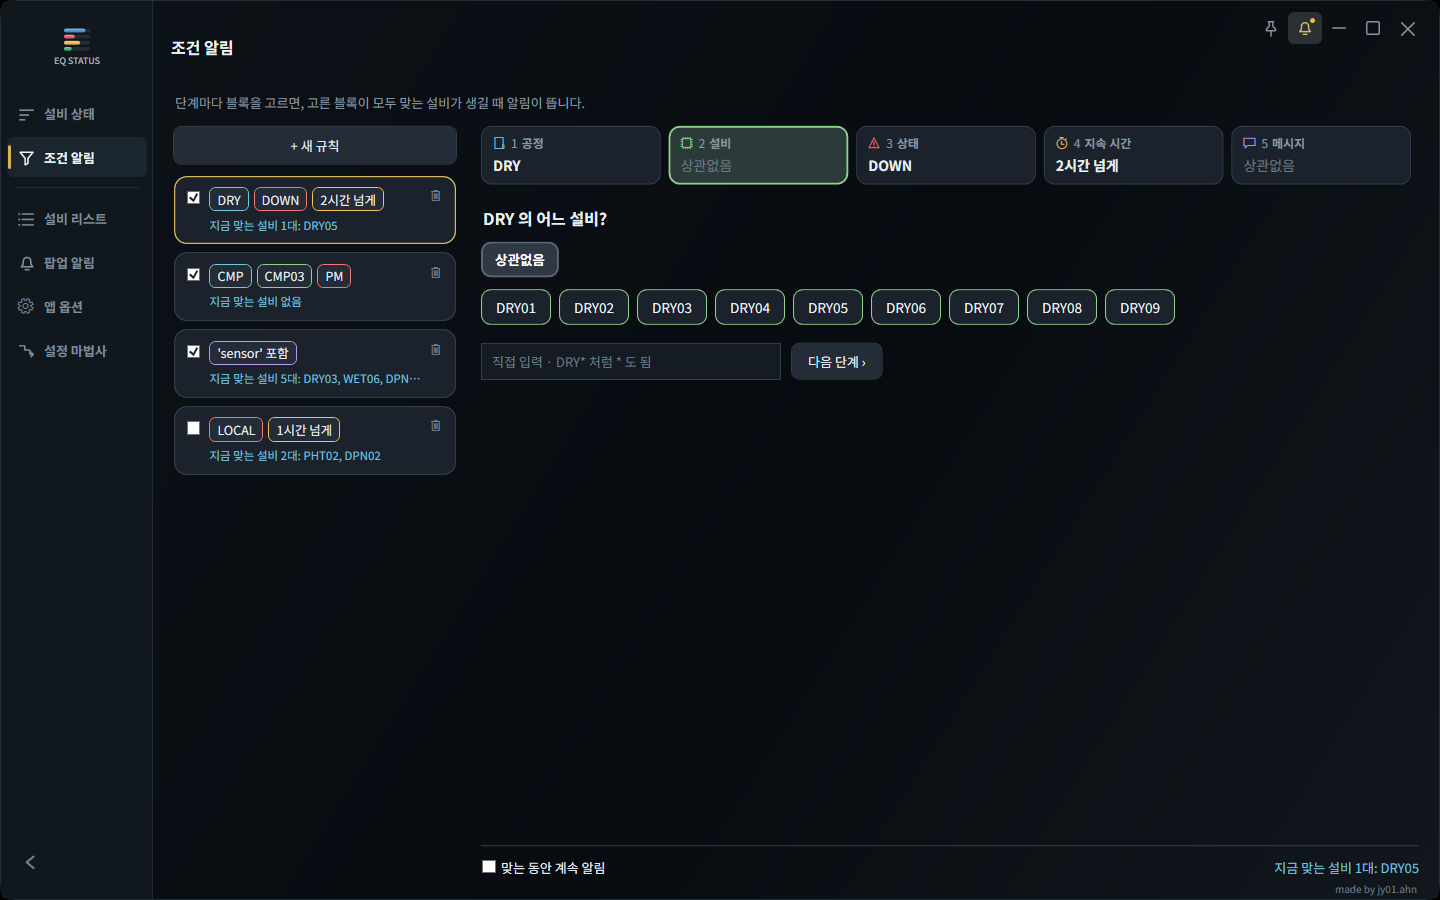 EQ STATUS
설비 상태
조건 알림
설비 리스트
팝업 알림
앱 옵션
설정 마법사
조건 알림
단계마다 블록을 고르면, 고른 블록이 모두 맞는 설비가 생길 때 알림이 뜹니다.
+ 새 규칙
DRY DOWN 2시간 넘게
지금 맞는 설비 1대: DRY05
CMP CMP03 PM
지금 맞는 설비 없음
'sensor' 포함
지금 맞는 설비 5대: DRY03, WET06, DPN⋯
LOCAL 1시간 넘게
지금 맞는 설비 2대: PHT02, DPN02
1 공정
DRY
2 설비
상관없음
3 상태
DOWN
4 지속 시간
2시간 넘게
5 메시지
상관없음
DRY 의 어느 설비?
상관없음
DRY01 DRY02 DRY03 DRY04 DRY05 DRY06 DRY07 DRY08 DRY09
직접 입력 · DRY* 처럼 * 도 됨
다음 단계 ›
맞는 동안 계속 알림
지금 맞는 설비 1대: DRY05
made by jy01.ahn